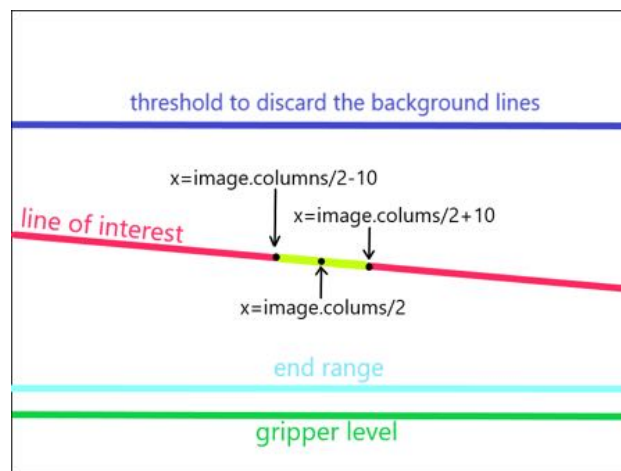 threshold to discard the background lines
x=image.columns/2-10
line of interest
x=image.colums/2+10
x=image.colums/2
end range
gripper level